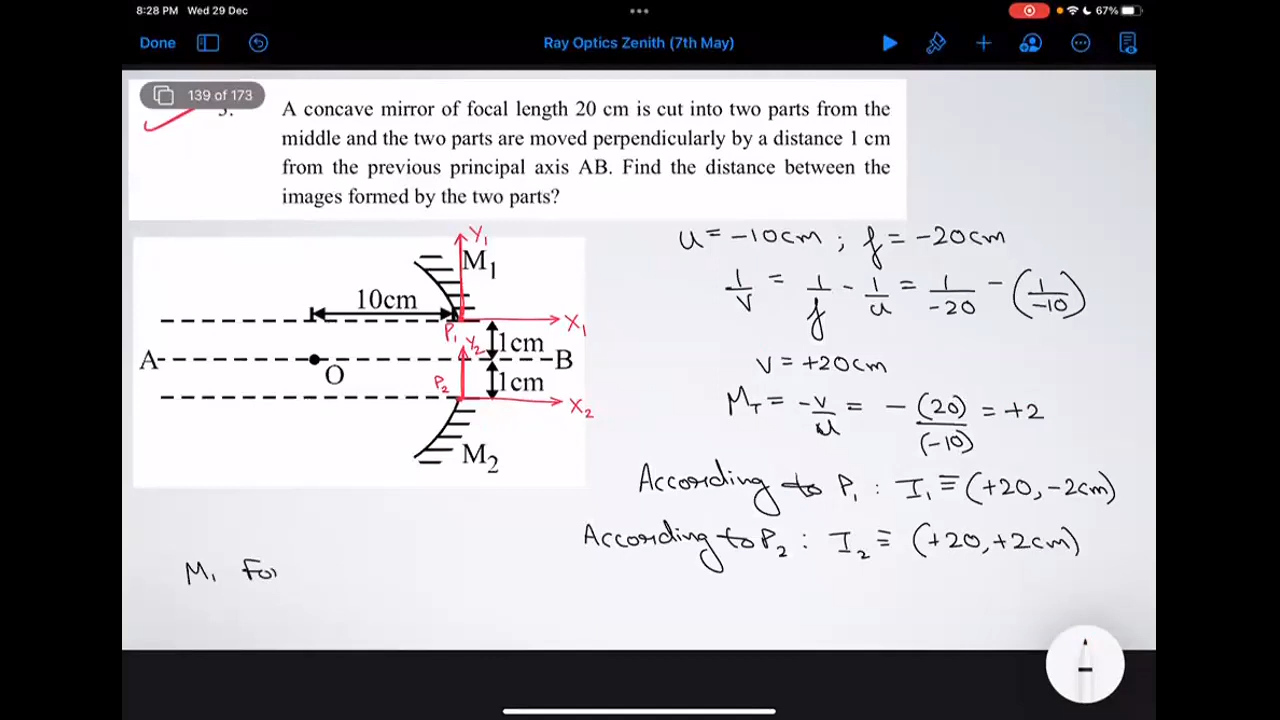 8:28 PM Wed 29 Dec
67%
Done
Ray Optics Zenith (7th May)
139 of 173
A concave mirror of focal length 20 cm is cut into two parts from the
middle and the two parts are moved perpendicularly by a distance 1 cm
from the previous principal axis AB. Find the distance between the
images formed by the two parts?
Y₁
M₁
10cm
P₁
X₁
Y₂
1cm
A
B
O
P₂
1cm
X₂
M₂
u = -10cm ; f = -20cm
1/v = 1/f - 1/u = 1/-20 - (1/-10)
v = +20cm
M_T = -v/u = - (20)/(-10) = +2
According to P₁ : I₁ ≡ (+20, -2cm)
According to P₂ : I₂ ≡ (+20, +2cm)
M₁ For